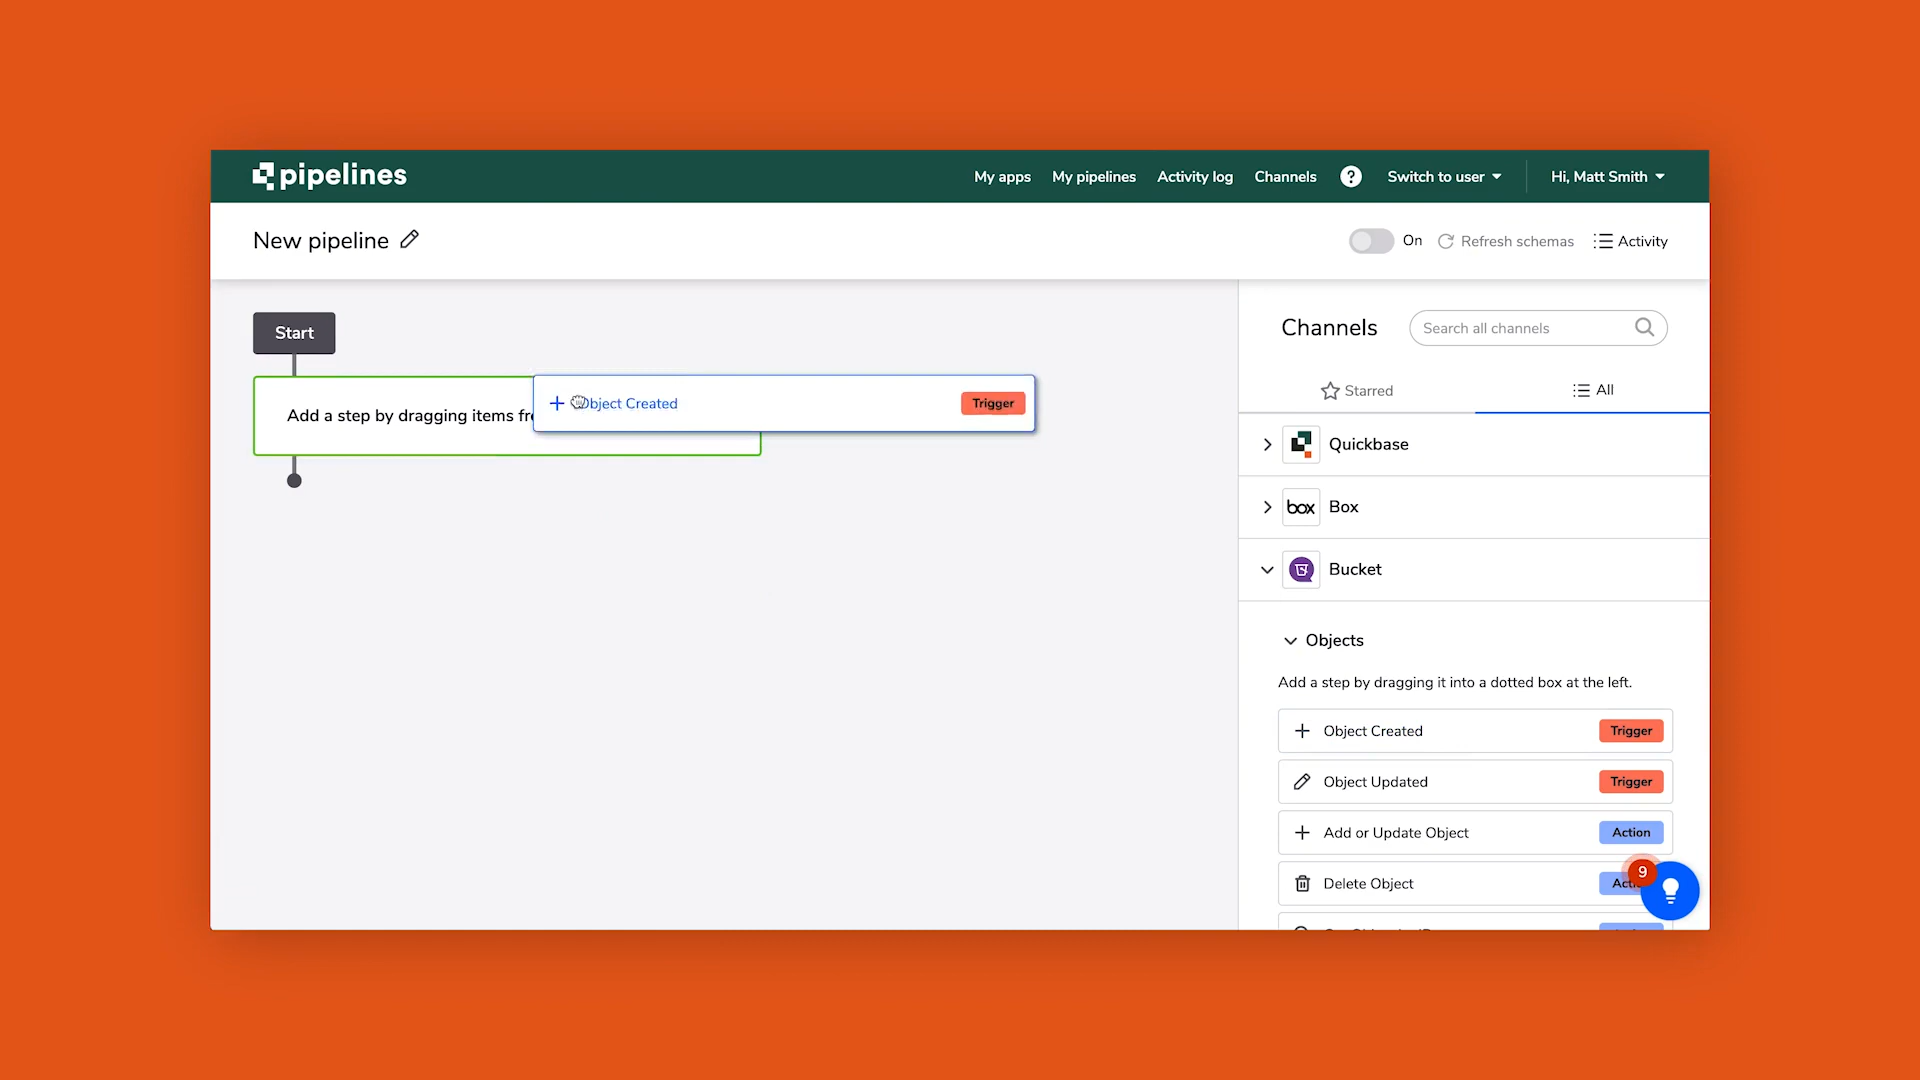 pipelines
My apps
My pipelines
Activity log
Channels
?
Switch to user
Hi, Matt Smith
New pipeline
On
Refresh schemas
Activity
Start
Add a step by dragging items
Object Created
Trigger
Channels
Search all channels
Starred
All
Quickbase
box
Box
Bucket
Objects
Add a step by dragging it into a dotted box at the left.
Object Created
Trigger
Object Updated
Trigger
Add or Update Object
Action
Delete Object
9